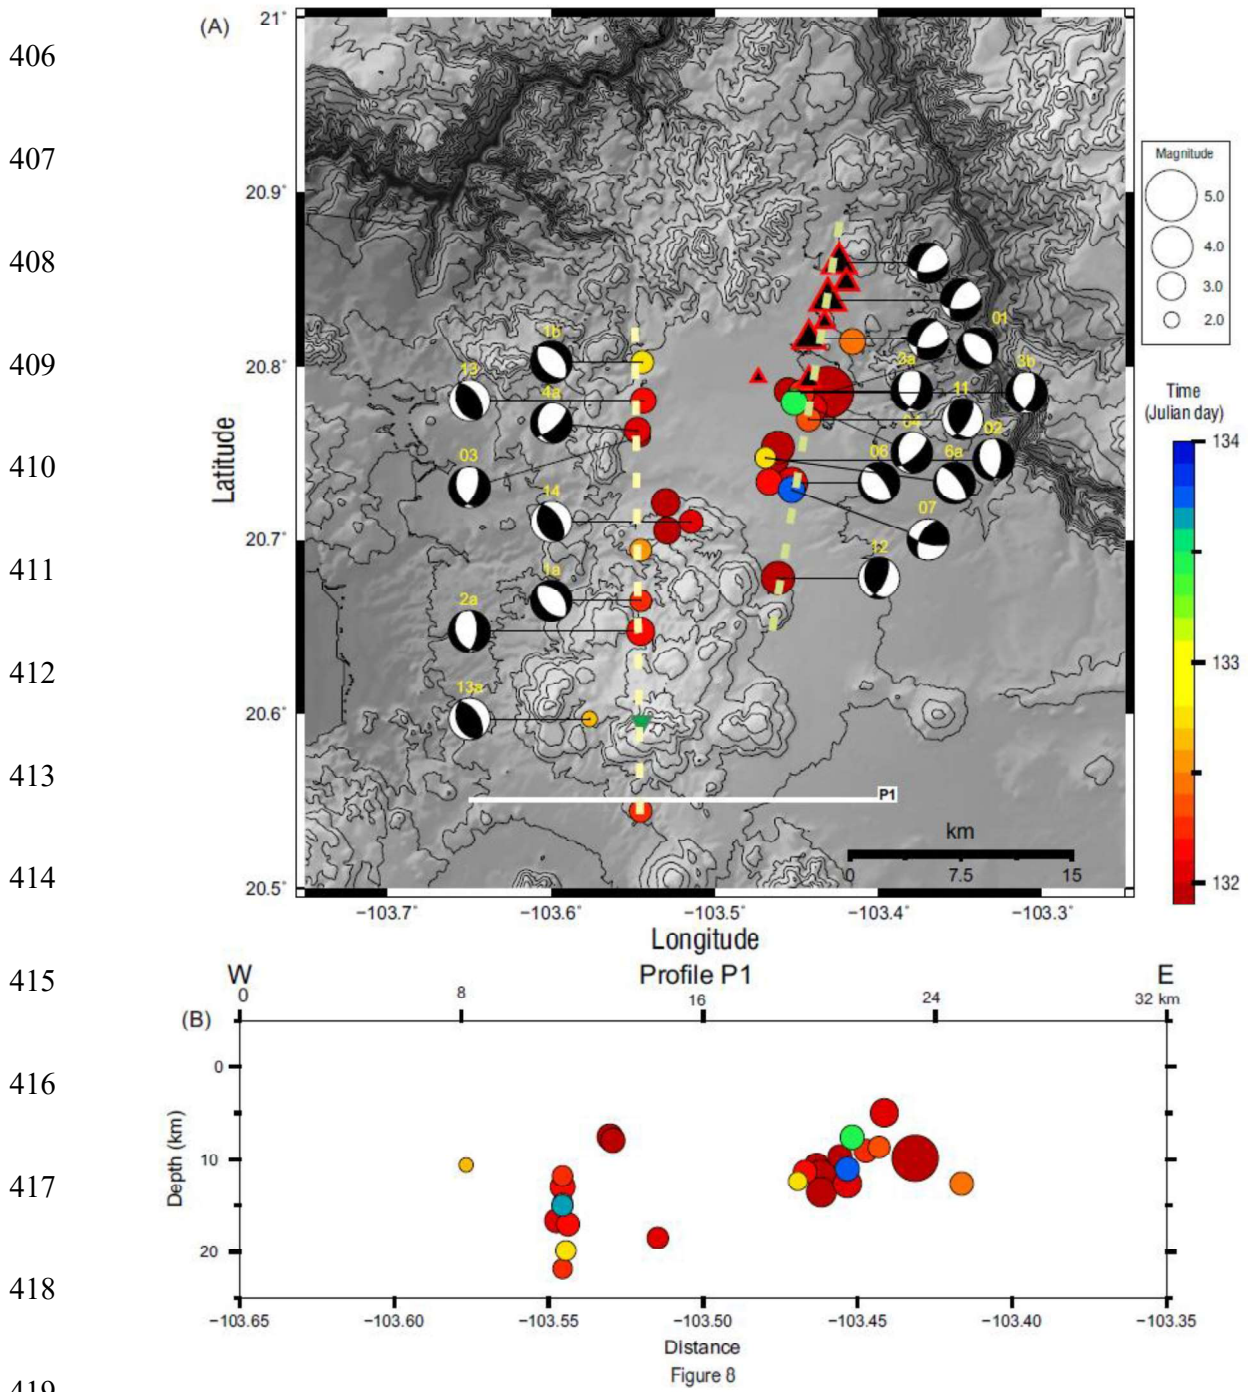 (A)
21°
406
407
Magnitude
5.0
4.0
3.0
2.0
20.9°
408
01
409
1b
20.8°
13
4a
3a
3b
11
Time
(Julian day)
134
04
02
410
Latitude
03
06
6a
14
07
20.7°
12
411
1a
2a
133
412
13a
20.6°
413
P1
km
0
7.5
15
414
132
20.5°
−103.7°
−103.6°
−103.5°
−103.4°
−103.3°
Longitude
415
W
Profile P1
E
0
8
16
24
32 km
(B)
0
416
Depth (km)
10
417
20
418
−103.65
−103.60
−103.55
−103.50
−103.45
−103.40
−103.35
Distance
Figure 8
419